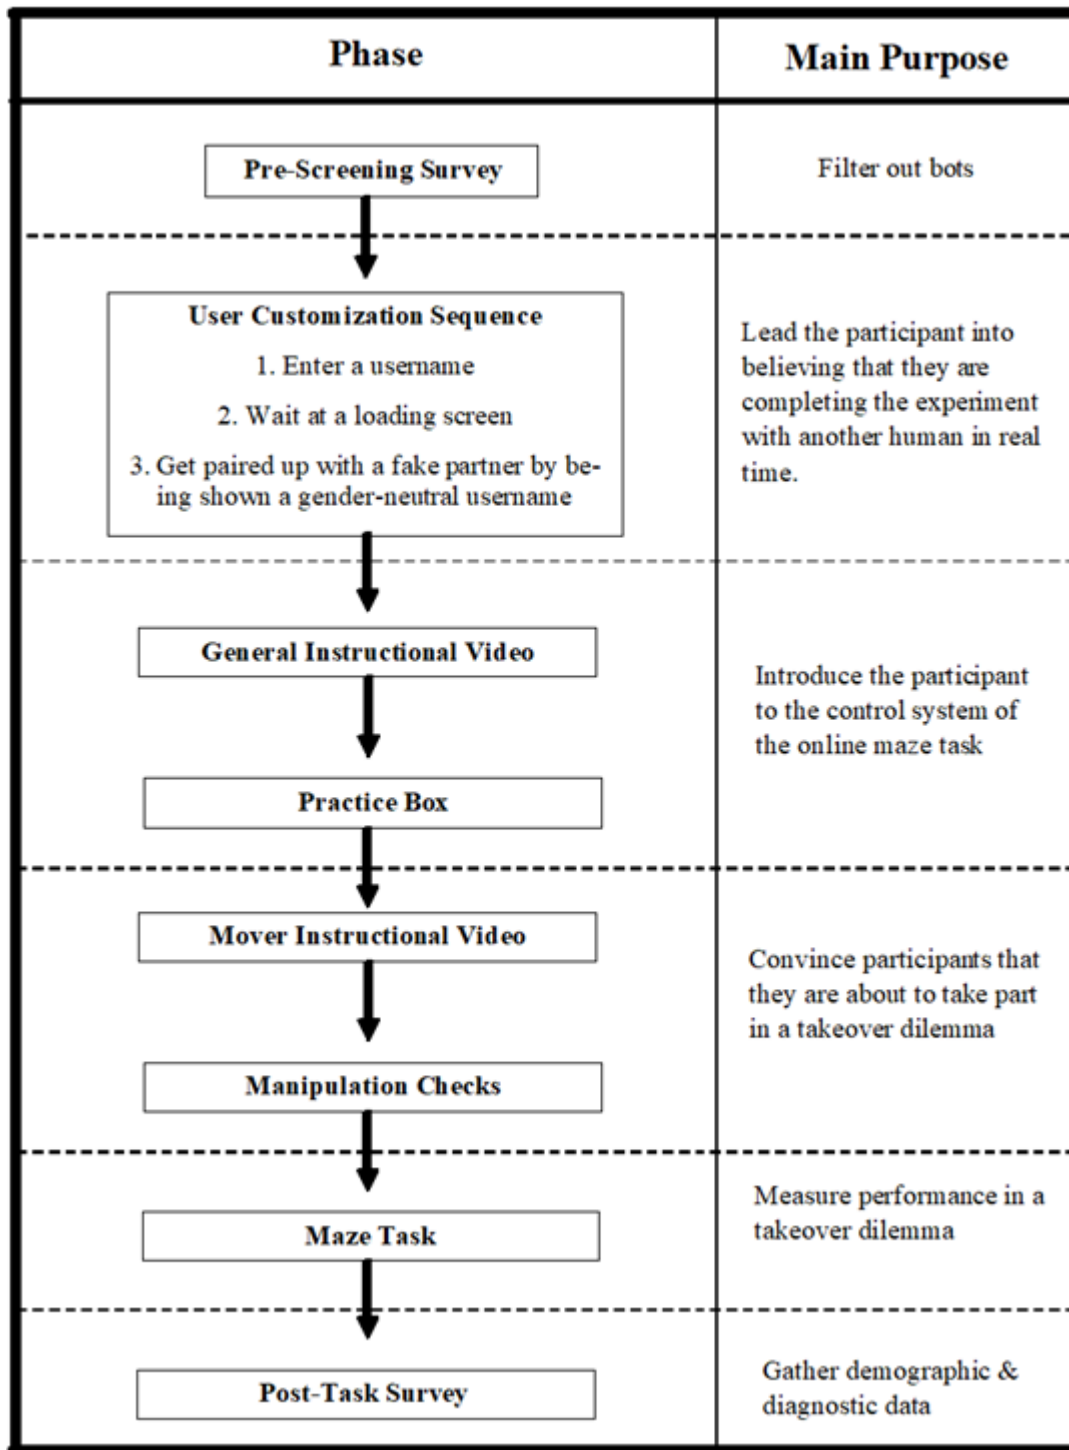 Phase
Main Purpose
Pre-Screening Survey
Filter out bots
User Customization Sequence
1. Enter a username
2. Wait at a loading screen
3. Get paired up with a fake partner by be-
ing shown a gender-neutral username
Lead the participant into
believing that they are
completing the experiment
with another human in real
time.
General Instructional Video
Practice Box
Introduce the participant
to the control system of
the online maze task
Mover Instructional Video
Manipulation Checks
Convince participants that
they are about to take part
in a takeover dilemma
Maze Task
Measure performance in a
takeover dilemma
Post-Task Survey
Gather demographic &
diagnostic data